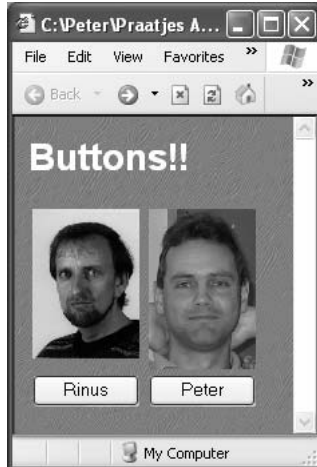 C:\Peter\Praatjes A...
File Edit View Favorites »
Back »
Buttons!!
Rinus Peter
My Computer